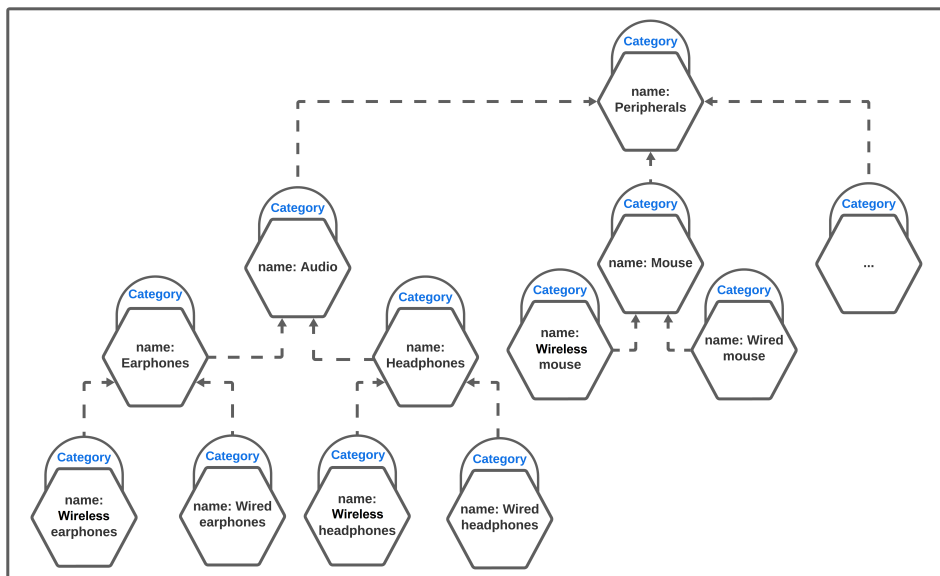 Category
name:
Peripherals
Category
name: Audio
Category
name: Mouse
Category
...
Category
name:
Earphones
Category
name:
Headphones
Category
name:
Wireless
mouse
Category
name: Wired
mouse
Category
name:
Wireless
earphones
Category
name: Wired
earphones
Category
name:
Wireless
headphones
Category
name: Wired
headphones